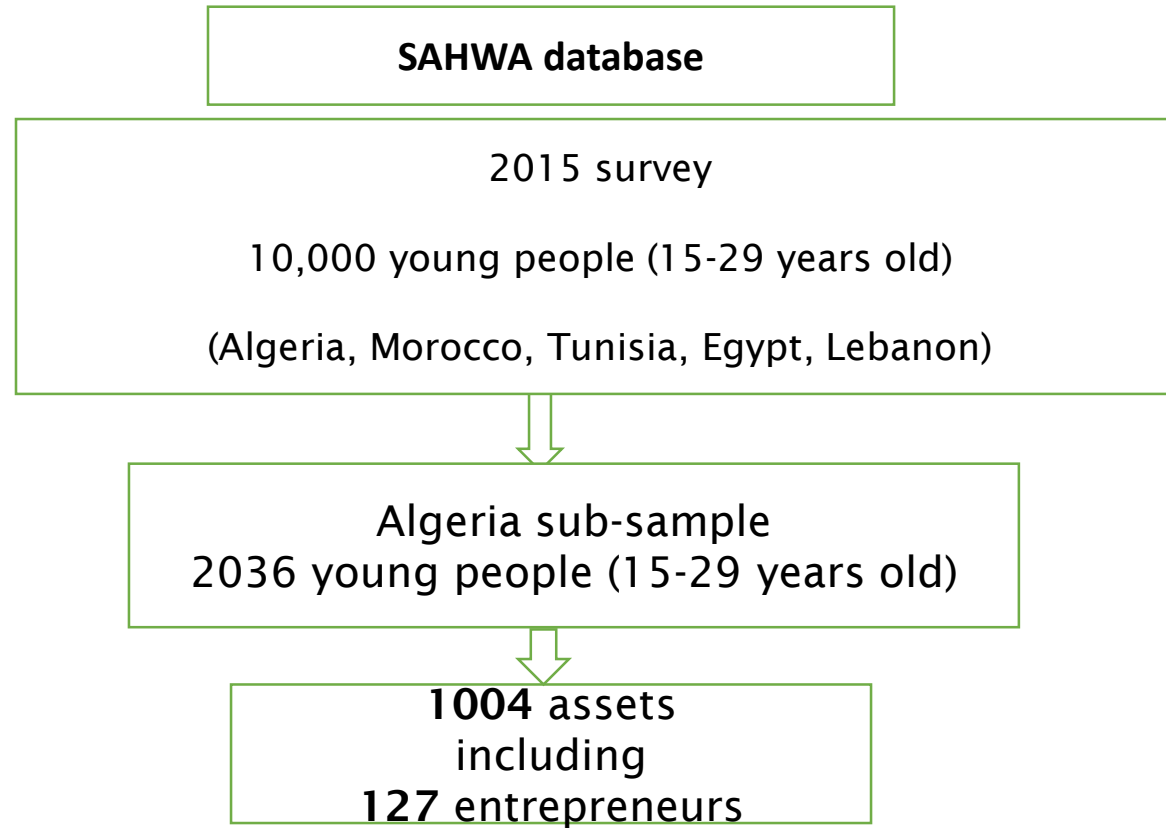 SAHWA database
2015 survey
10,000 young people (15-29 years old)
(Algeria, Morocco, Tunisia, Egypt, Lebanon)
Algeria sub-sample
2036 young people (15-29 years old)
1004 assets
including
127 entrepreneurs